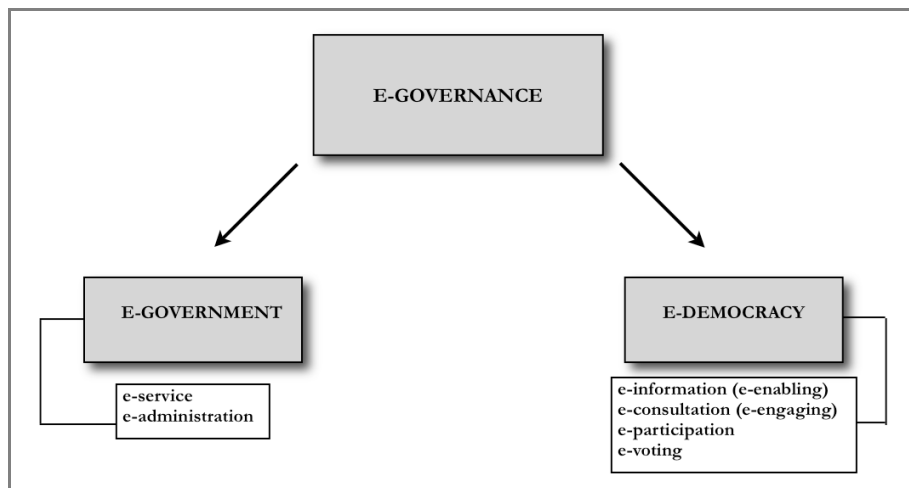 E-GOVERNANCE
E-GOVERNMENT
e-service
e-administration
E-DEMOCRACY
e-information (e-enabling)
e-consultation (e-engaging)
e-participation
e-voting